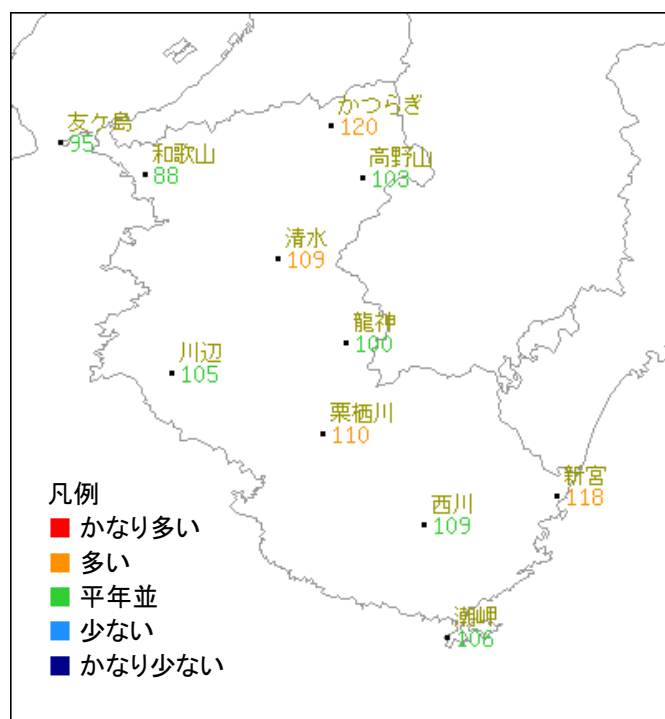 かつらぎ
120
友ケ島
95
和歌山
88
高野山
103
清水
109
龍神
100
川辺
105
栗栖川
110
新宮
118
西川
109
潮岬
106
凡例
かなり多い
多い
平年並
少ない
かなり少ない